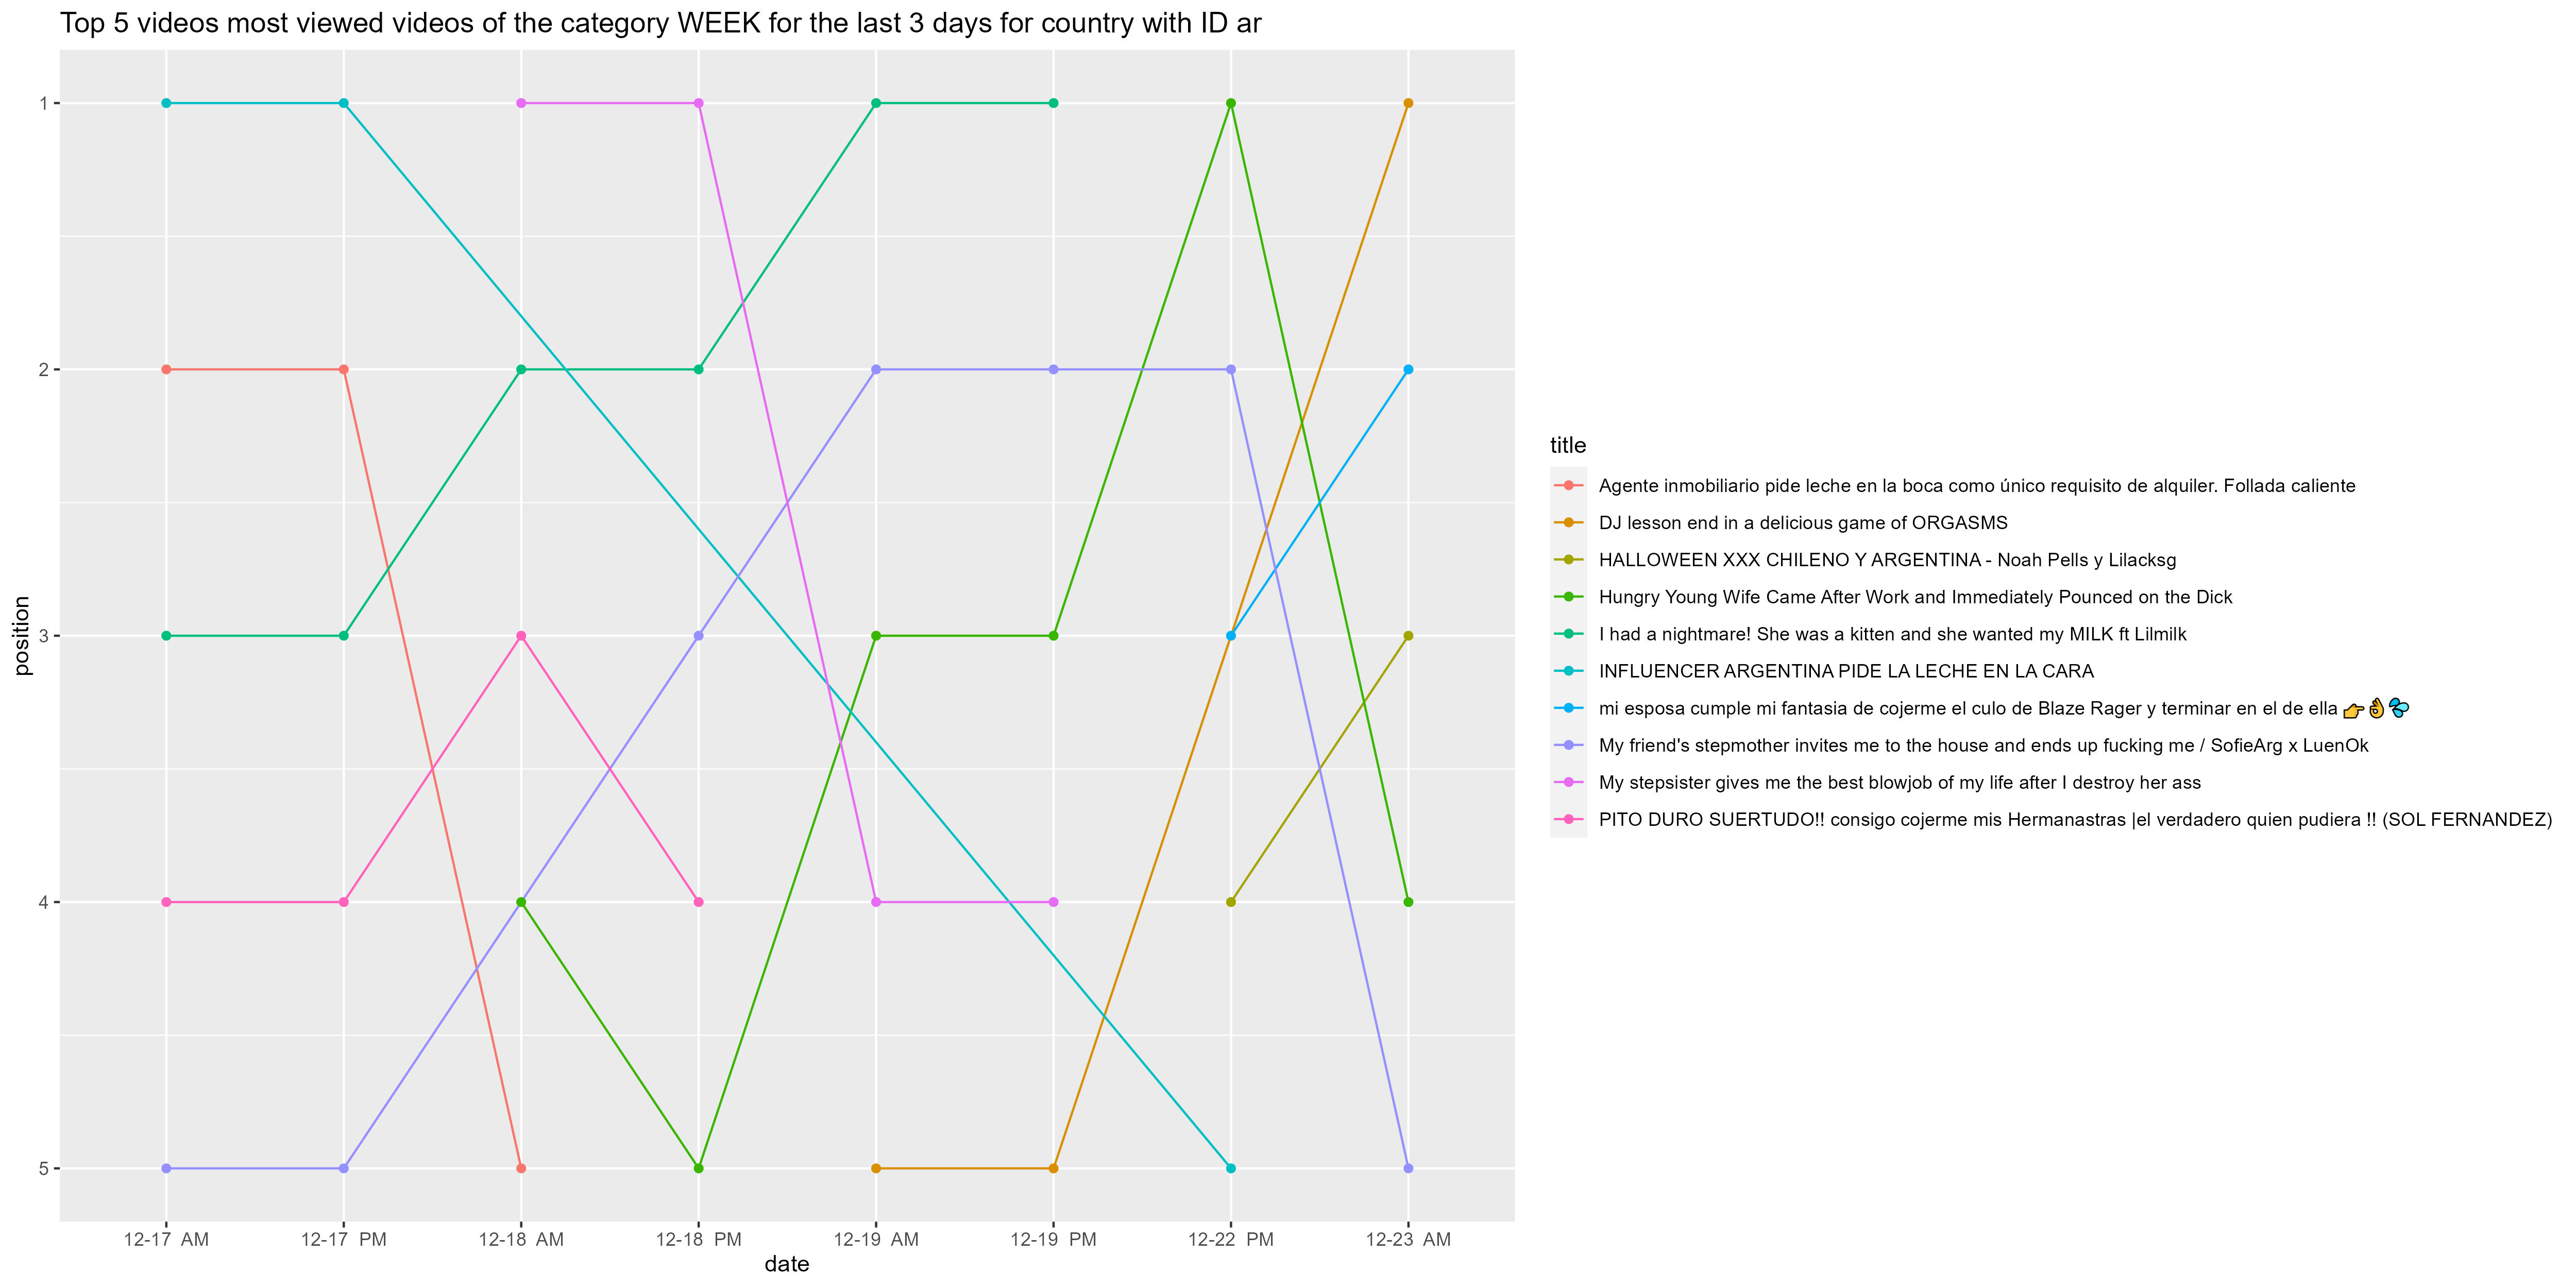 Top 5 videos most viewed videos of the category WEEK for the last 3 days for country with ID ar
position
1
2
3
4
5
12-17 AM
12-17 PM
12-18 AM
12-18 PM
12-19 AM
12-19 PM
12-22 PM
12-23 AM
date
title
Agente inmobiliario pide leche en la boca como único requisito de alquiler. Follada caliente
DJ lesson end in a delicious game of ORGASMS
HALLOWEEN XXX CHILENO Y ARGENTINA - Noah Pells y Lilacksg
Hungry Young Wife Came After Work and Immediately Pounced on the Dick
I had a nightmare! She was a kitten and she wanted my MILK ft Lilmilk
INFLUENCER ARGENTINA PIDE LA LECHE EN LA CARA
mi esposa cumple mi fantasia de cojerme el culo de Blaze Rager y terminar en el de ella 👉👌💦
My friend's stepmother invites me to the house and ends up fucking me / SofieArg x LuenOk
My stepsister gives me the best blowjob of my life after I destroy her ass
PITO DURO SUERTUDO!! consigo cojerme mis Hermanastras |el verdadero quien pudiera !! (SOL FERNANDEZ)